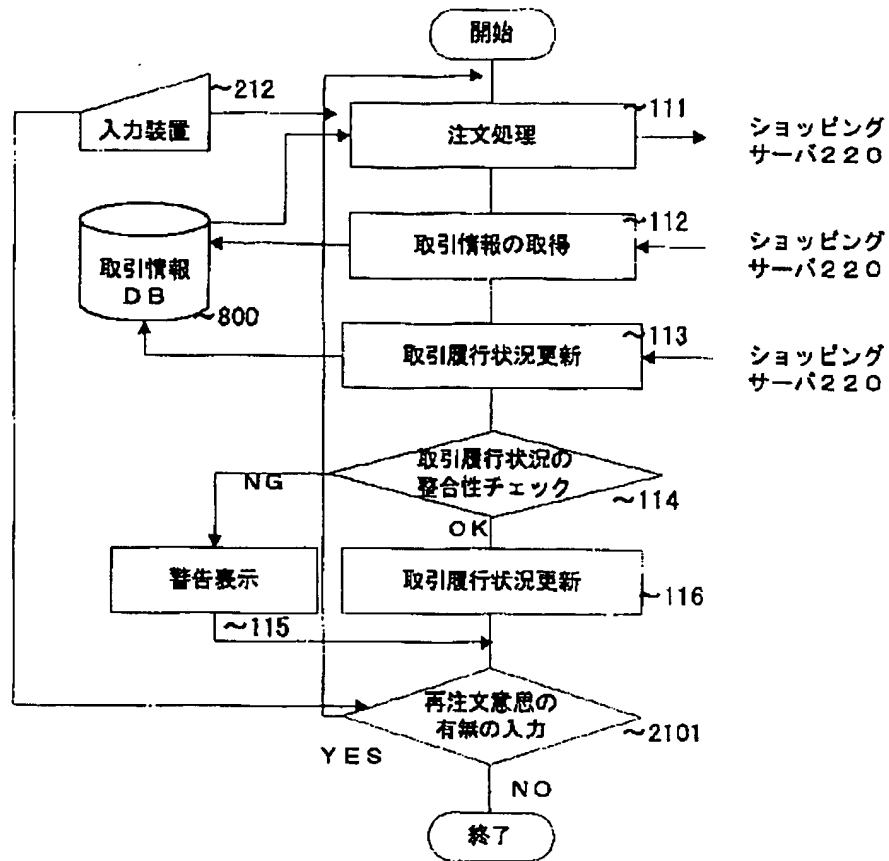 開始
～212
入力装置
～111
注文処理
ショッピング
サーバ２２０
～112
取引情報の取得
ショッピング
サーバ２２０
取引情報
ＤＢ
～800
～113
取引履行状況更新
ショッピング
サーバ２２０
取引履行状況の
整合性チェック
～114
ＮＧ
ＯＫ
警告表示
～115
取引履行状況更新
～116
再注文意思の
有無の入力
～2101
ＹＥＳ
ＮＯ
終了